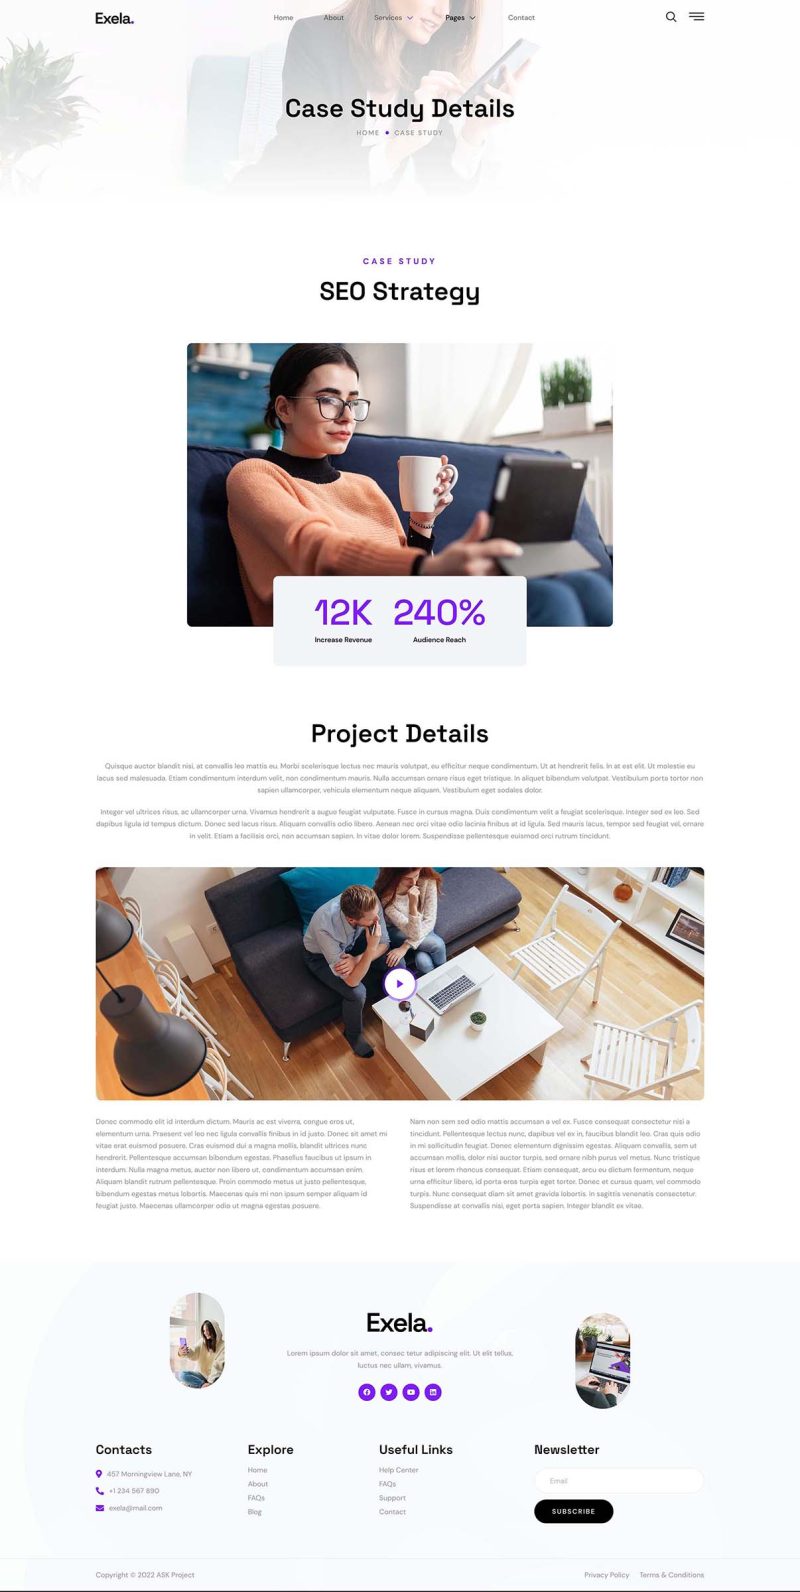 Exela.
Home
About
Services
Pages
Contact
Case Study Details
HOME • CASE STUDY
CASE STUDY
SEO Strategy
12K
Increase Revenue
240%
Audience Reach
Project Details
Quisque auctor blandit nisi, at convallis leo mattis eu. Morbi scelerisque lectus nec mauris volutpat, eu efficitur neque condimentum. Ut at hendrerit felis. In at est elit. Ut molestie eu
lacus sed malesuada. Etiam condimentum interdum velit, non condimentum mauris. Nulla accumsan ornare risus eget tristique. In aliquet bibendum volutpat. Vestibulum porta tortor non
sapien ullamcorper, vehicula elementum neque aliquam. Vestibulum eget sodales dolor.
Integer vel ultrices risus, ac ullamcorper urna. Vivamus hendrerit a augue feugiat vulputate. Fusce in cursus magna. Duis condimentum velit a feugiat scelerisque. Integer sed ex leo. Sed
dapibus ligula id tempus dictum. Donec sed lacus risus. Aliquam convallis odio libero. Aenean nec orci vitae odio lacinia finibus at id ligula. Sed mauris lacus, tempor sed feugiat vel, ornare
in velit. Etiam a facilisis orci, non accumsan sapien. In vitae dolor lorem. Suspendisse pellentesque euismod orci rutrum tincidunt.
Donec commodo elit id interdum dictum. Mauris ac est viverra, congue eros ut,
elementum urna. Praesent vel leo nec ligula convallis finibus in id justo. Donec sit amet mi
vitae erat euismod posuere. Cras euismod dui a magna mollis, blandit ultrices nunc
hendrerit. Pellentesque accumsan bibendum egestas. Phasellus faucibus ut ipsum in
interdum. Nulla magna metus, auctor non libero ut, condimentum accumsan enim.
Aliquam blandit rutrum pellentesque. Proin commodo metus ut justo pellentesque,
bibendum egestas metus lobortis. Maecenas quis mi non ipsum semper aliquam id
feugiat justo. Maecenas ullamcorper odio ut magna egestas posuere.
Nam non sem sed odio mattis accumsan a vel ex. Fusce consequat consectetur nisi a
tincidunt. Pellentesque lectus nunc, dapibus vel ex in, faucibus blandit leo. Cras quis odio
in mi sollicitudin feugiat. Donec elementum dignissim egestas. Aliquam convallis, sem ut
accumsan mollis, dolor nisi auctor turpis, sed ornare nibh purus vel metus. Nunc tristique
risus et lorem rhoncus consequat. Etiam consequat, arcu eu dictum fermentum, neque
urna efficitur libero, id porta eros turpis eget tortor. Donec et cursus quam, vel commodo
turpis. Nunc consequat diam sit amet gravida lobortis. In sagittis venenatis consectetur.
Suspendisse at convallis nisi, eget porta sapien. Integer blandit ex vitae.
Exela.
Lorem ipsum dolor sit amet, consec tetur adipiscing elit. Ut elit tellus,
luctus nec ullam, vivamus.
Contacts
457 Morningview Lane, NY
+1 234 567 890
exela@mail.com
Explore
Home
About
FAQs
Blog
Useful Links
Help Center
FAQs
Support
Contact
Newsletter
Email
SUBSCRIBE
Copyright © 2022 ASK Project
Privacy Policy
Terms & Conditions